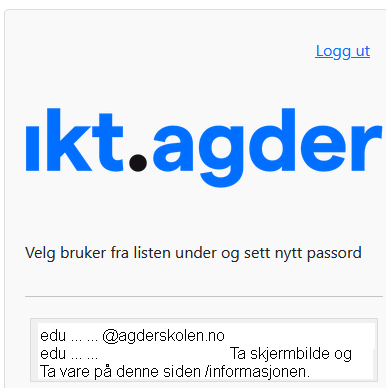 Logg ut
ikt.agder
Velg bruker fra listen under og sett nytt passord
edu ... ... @agderskolen.no
edu ... ... Ta skjermbilde og
Ta vare på denne siden /informasjonen.